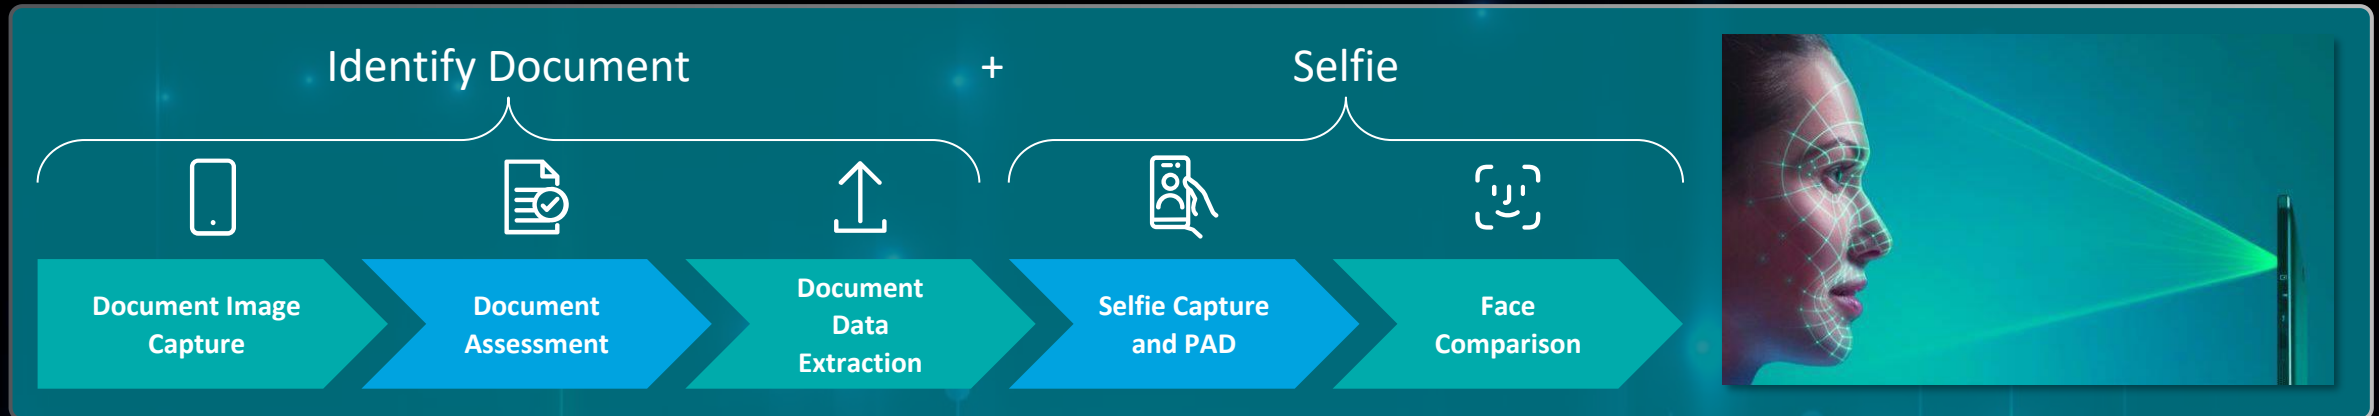 Identify Document
+
Selfie
Document Image
Capture
Document
Assessment
Document
Data
Extraction
Selfie Capture
and PAD
Face
Comparison